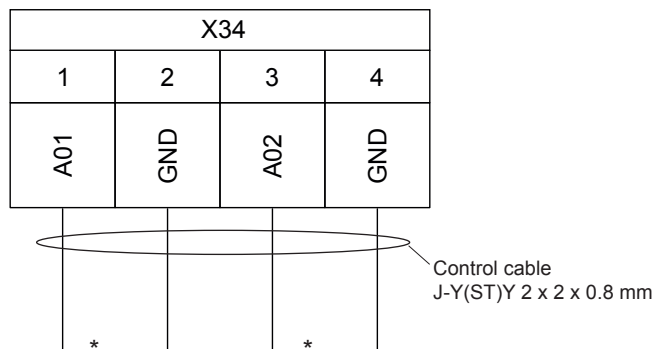 X34
1 2 3 4
A01 GND A02 GND
Control cable
J-Y(ST)Y 2 x 2 x 0.8 mm
* *